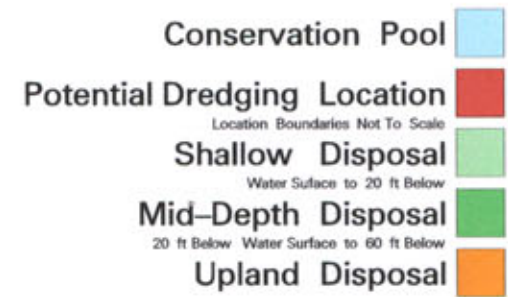 Conservation Pool
Potential Dredging Location
Location Boundaries Not To Scale
Shallow Disposal
Water Suface to 20 ft Below
Mid–Depth Disposal
20 ft Below Water Surface to 60 ft Below
Upland Disposal